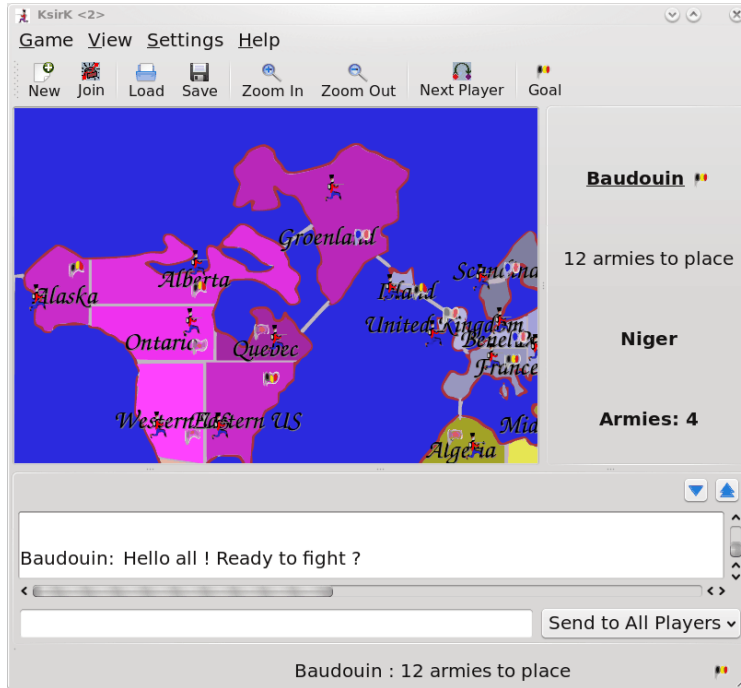 KsirK <2>
Game View Settings Help
New Join Load Save Zoom In Zoom Out Next Player Goal
Baudouin
12 armies to place
Niger
Armies: 4
Groenland
Alaska
Alberta
Ontario
Quebec
Western US
Eastern US
Island
United Kingdom
France
Algeria
Baudouin: Hello all ! Ready to fight ?
Send to All Players
Baudouin : 12 armies to place